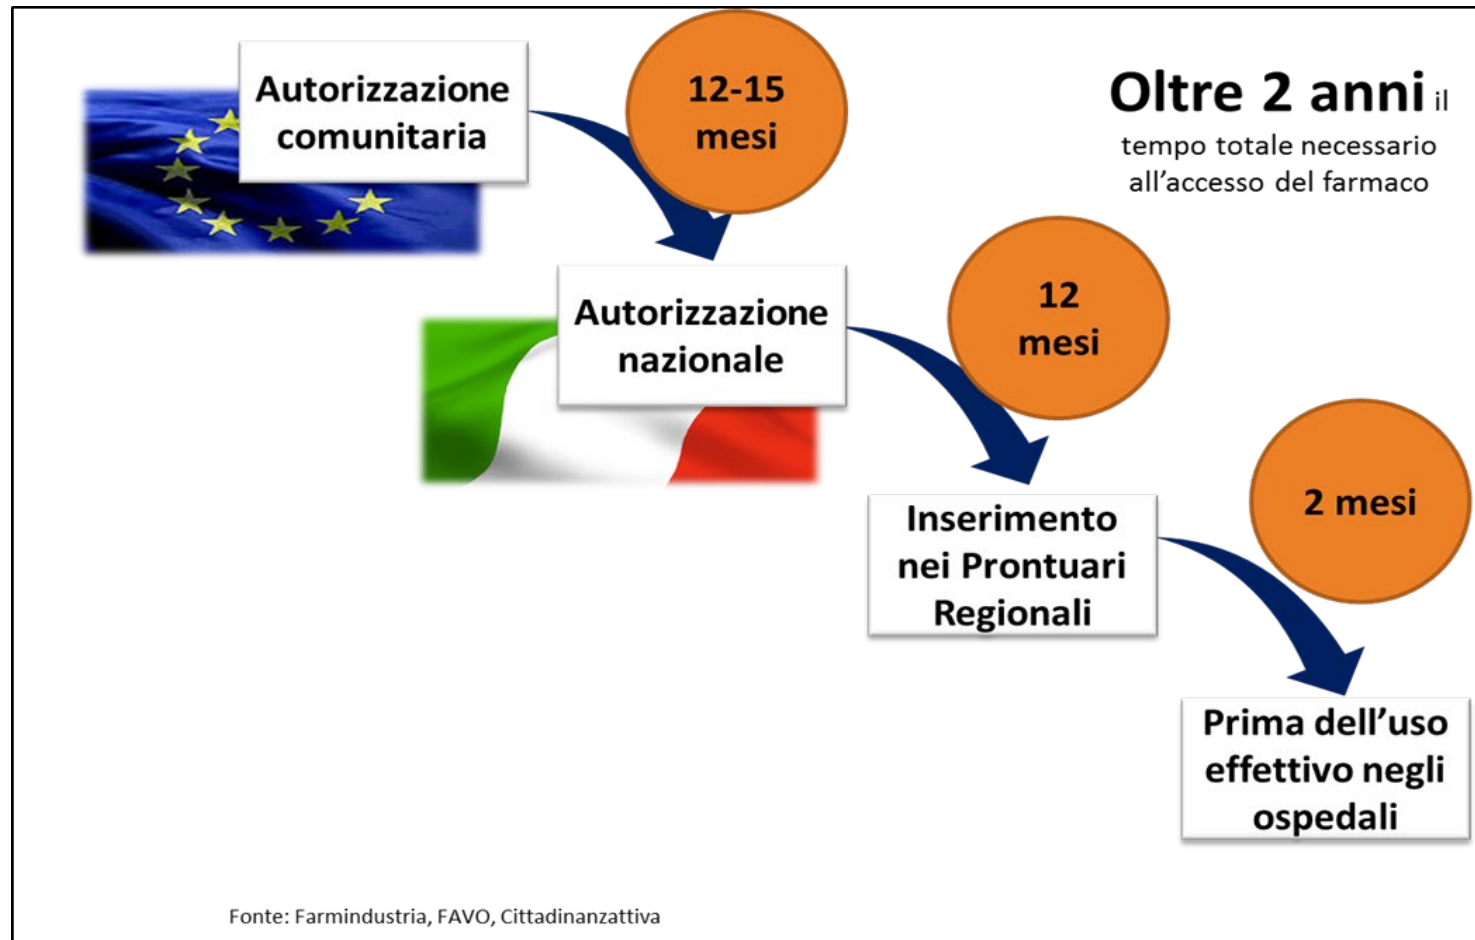 Autorizzazione
comunitaria
12-15
mesi
Oltre 2 anni il
tempo totale necessario
all’accesso del farmaco
Autorizzazione
nazionale
12
mesi
Inserimento
nei Prontuari
Regionali
2 mesi
Prima dell’uso
effettivo negli
ospedali
Fonte: Farmindustria, FAVO, Cittadinanzattiva